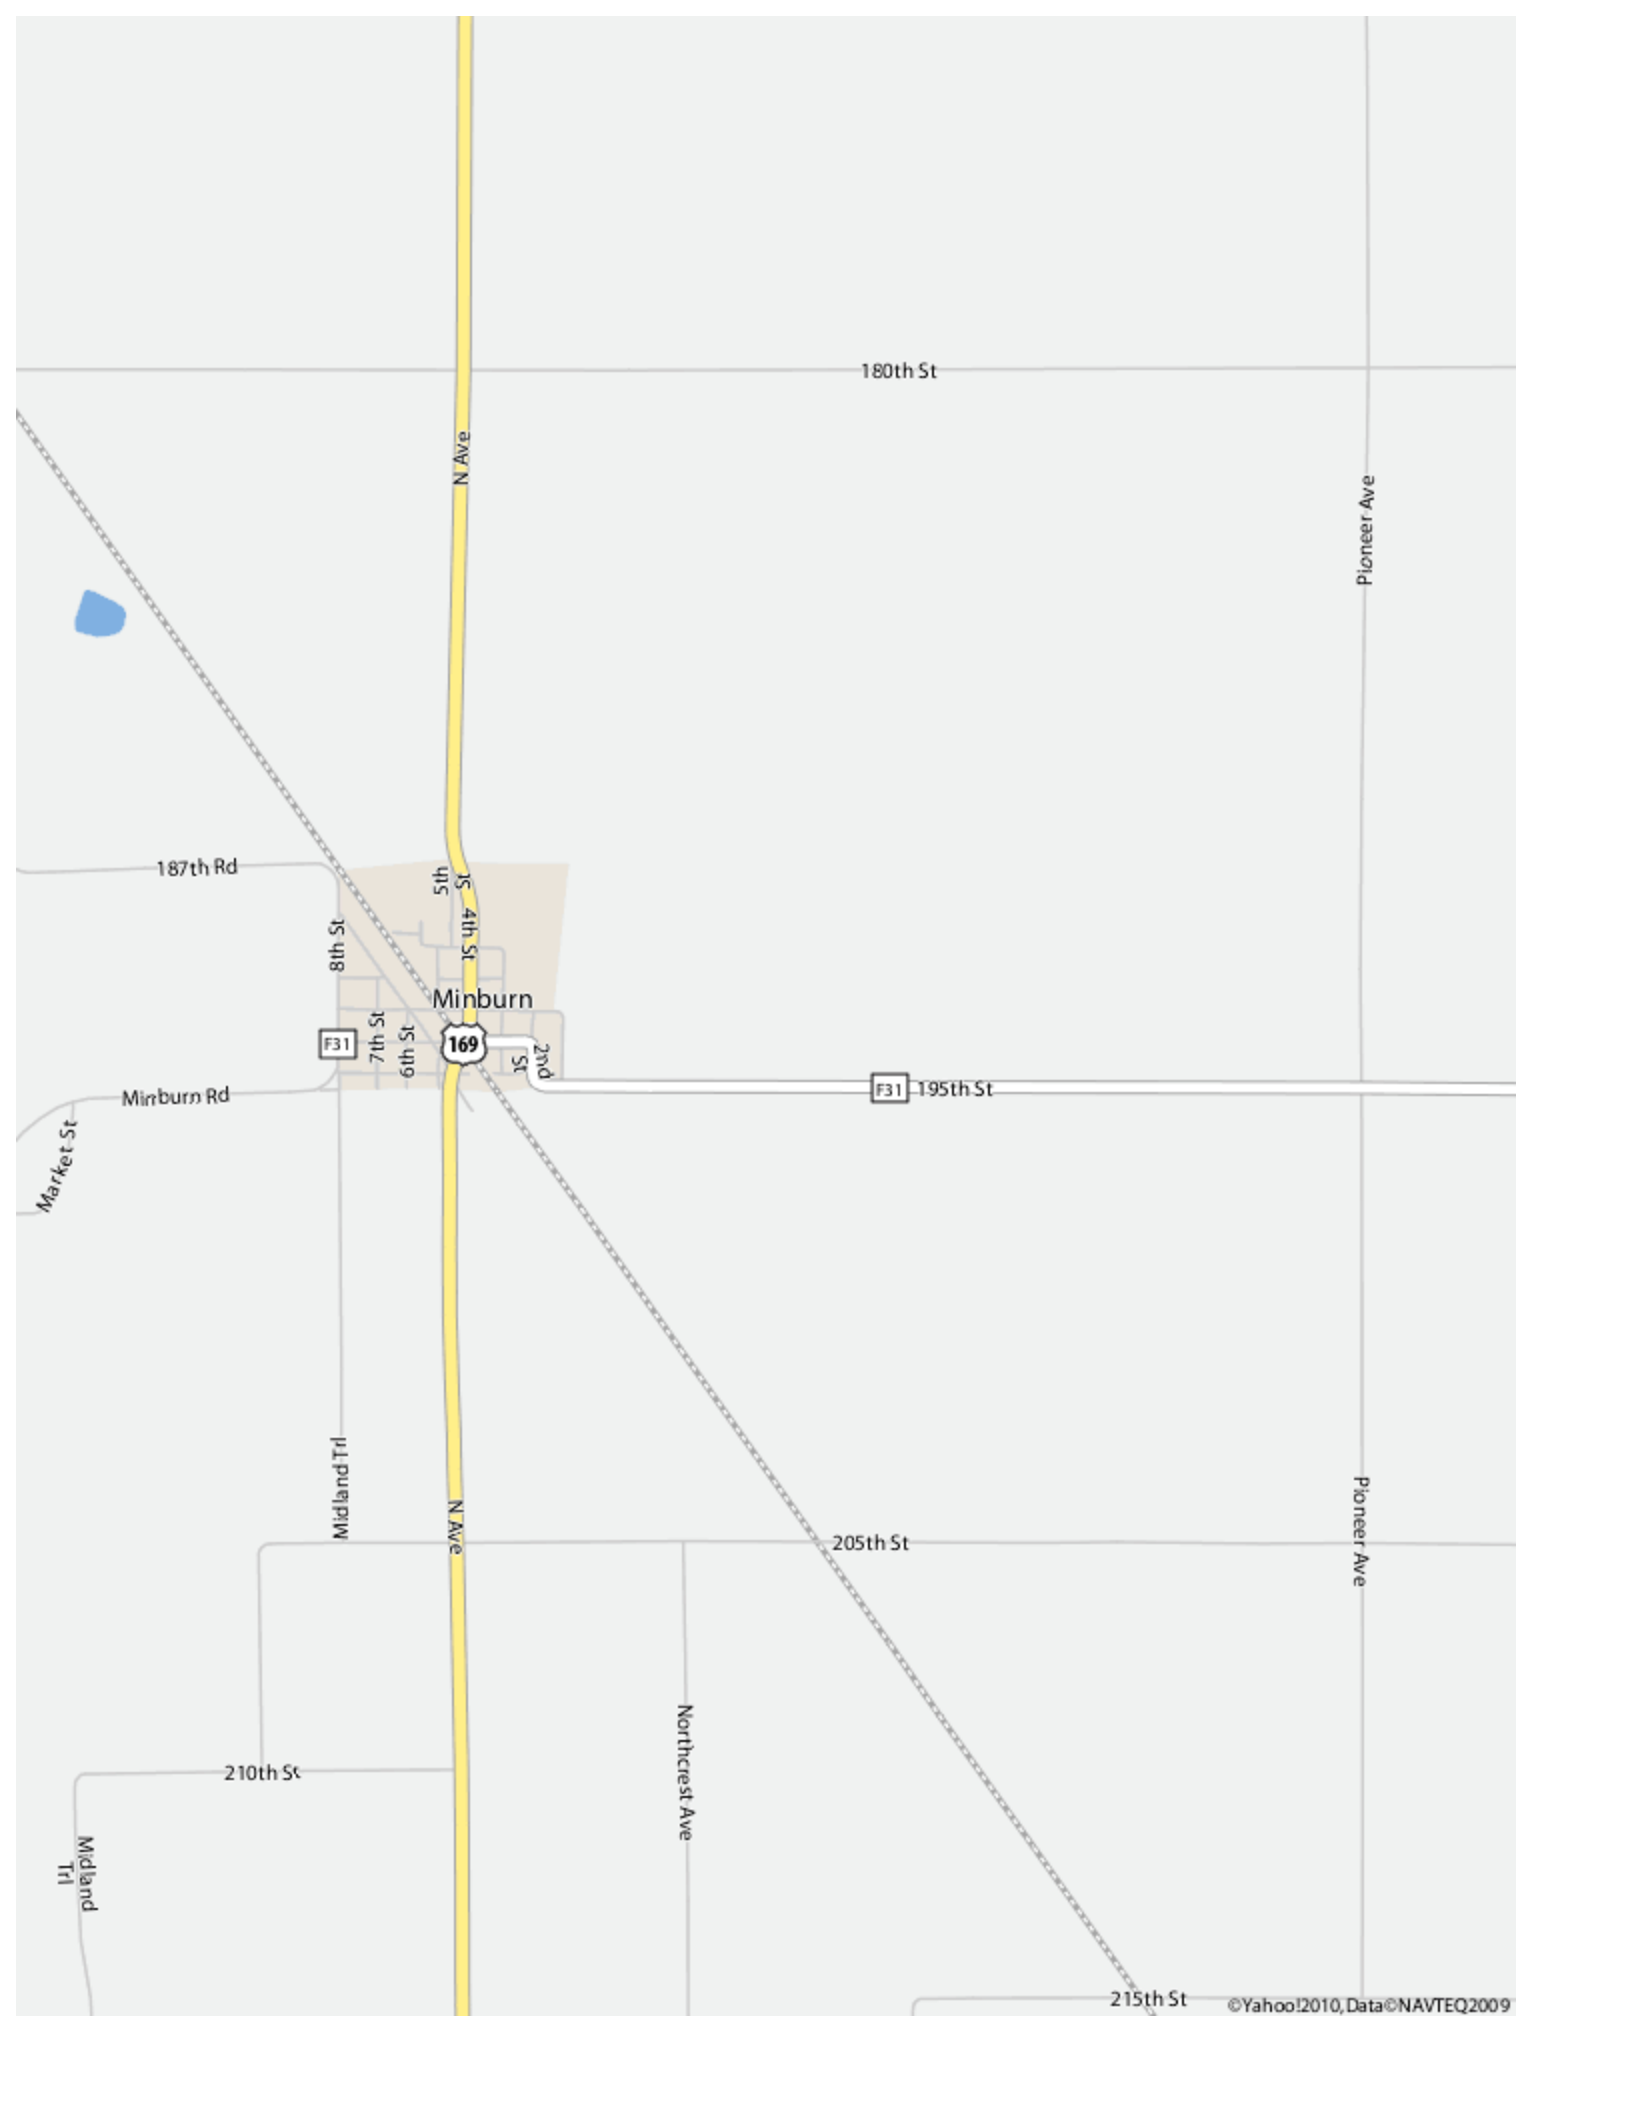 180th St
N Ave
Pioneer Ave
187th Rd
5th
St
4th St
8th St
Minburn
7th St
6th St
F31
169
2nd
St
F31
195th St
Minburn Rd
Market St
Midland Trl
N Ave
205th St
Pioneer Ave
210th St
Northcrest Ave
Midland
Trl
215th St
©Yahoo!2010, Data©NAVTEQ2009